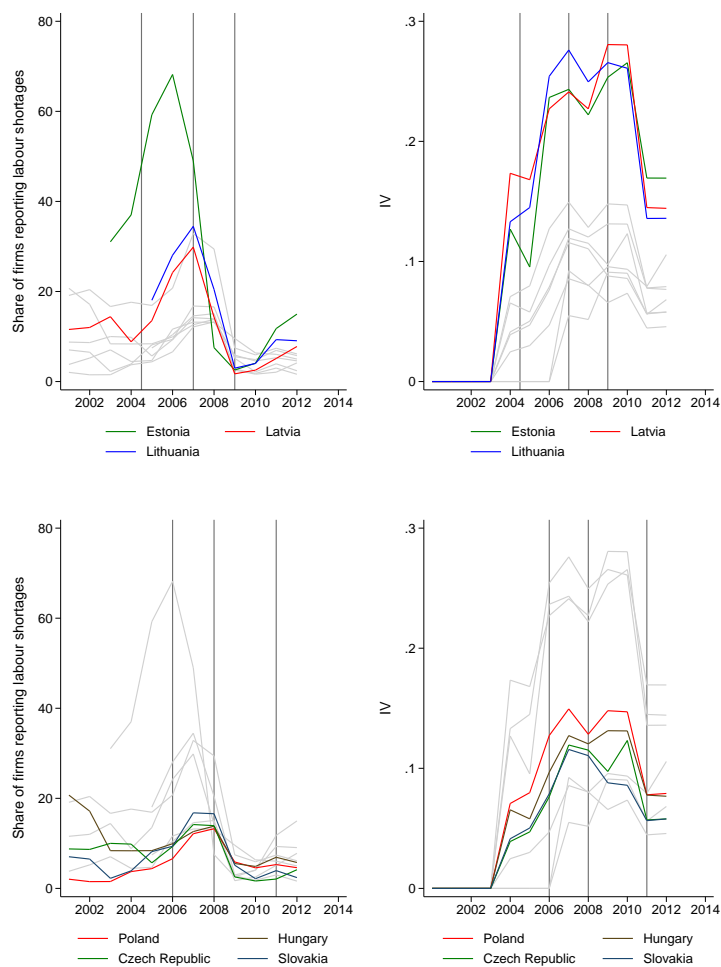 Share of firms reporting labour shortages
80
60
40
20
0
2002 2004 2006 2008 2010 2012 2014
Estonia Latvia
Lithuania
IV
.3
.2
.1
0
2002 2004 2006 2008 2010 2012 2014
Estonia Latvia
Lithuania
Share of firms reporting labour shortages
80
60
40
20
0
2002 2004 2006 2008 2010 2012 2014
Poland Hungary
Czech Republic Slovakia
IV
.3
.2
.1
0
2002 2004 2006 2008 2010 2012 2014
Poland Hungary
Czech Republic Slovakia